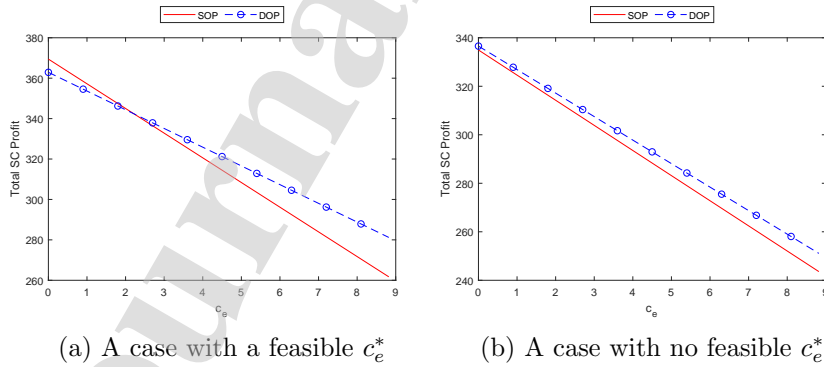 SOP DOP
380
360
340
320
300
280
260
Total SC Profit
0 1 2 3 4 5 6 7 8 9
c_e
(a) A case with a feasible c_e^*
SOP DOP
340
320
300
280
260
240
Total SC Profit
0 1 2 3 4 5 6 7 8 9
c_e
(b) A case with no feasible c_e^*